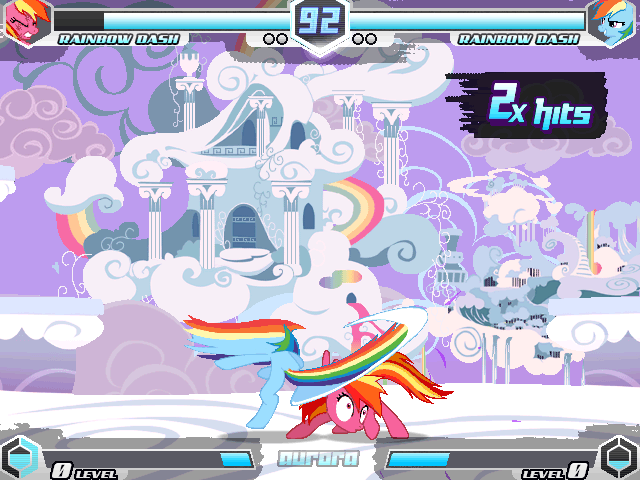 92
RAINBOW DASH
RAINBOW DASH
2x hits
0 LEVEL
aurora
LEVEL 0